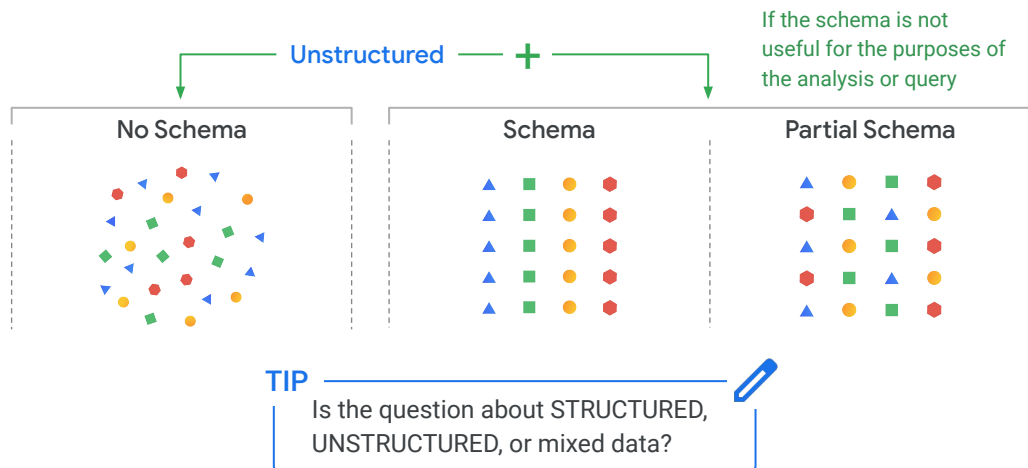 Unstructured
+
If the schema is not
useful for the purposes of
the analysis or query
No Schema
Schema
Partial Schema
TIP
Is the question about STRUCTURED,
UNSTRUCTURED, or mixed data?